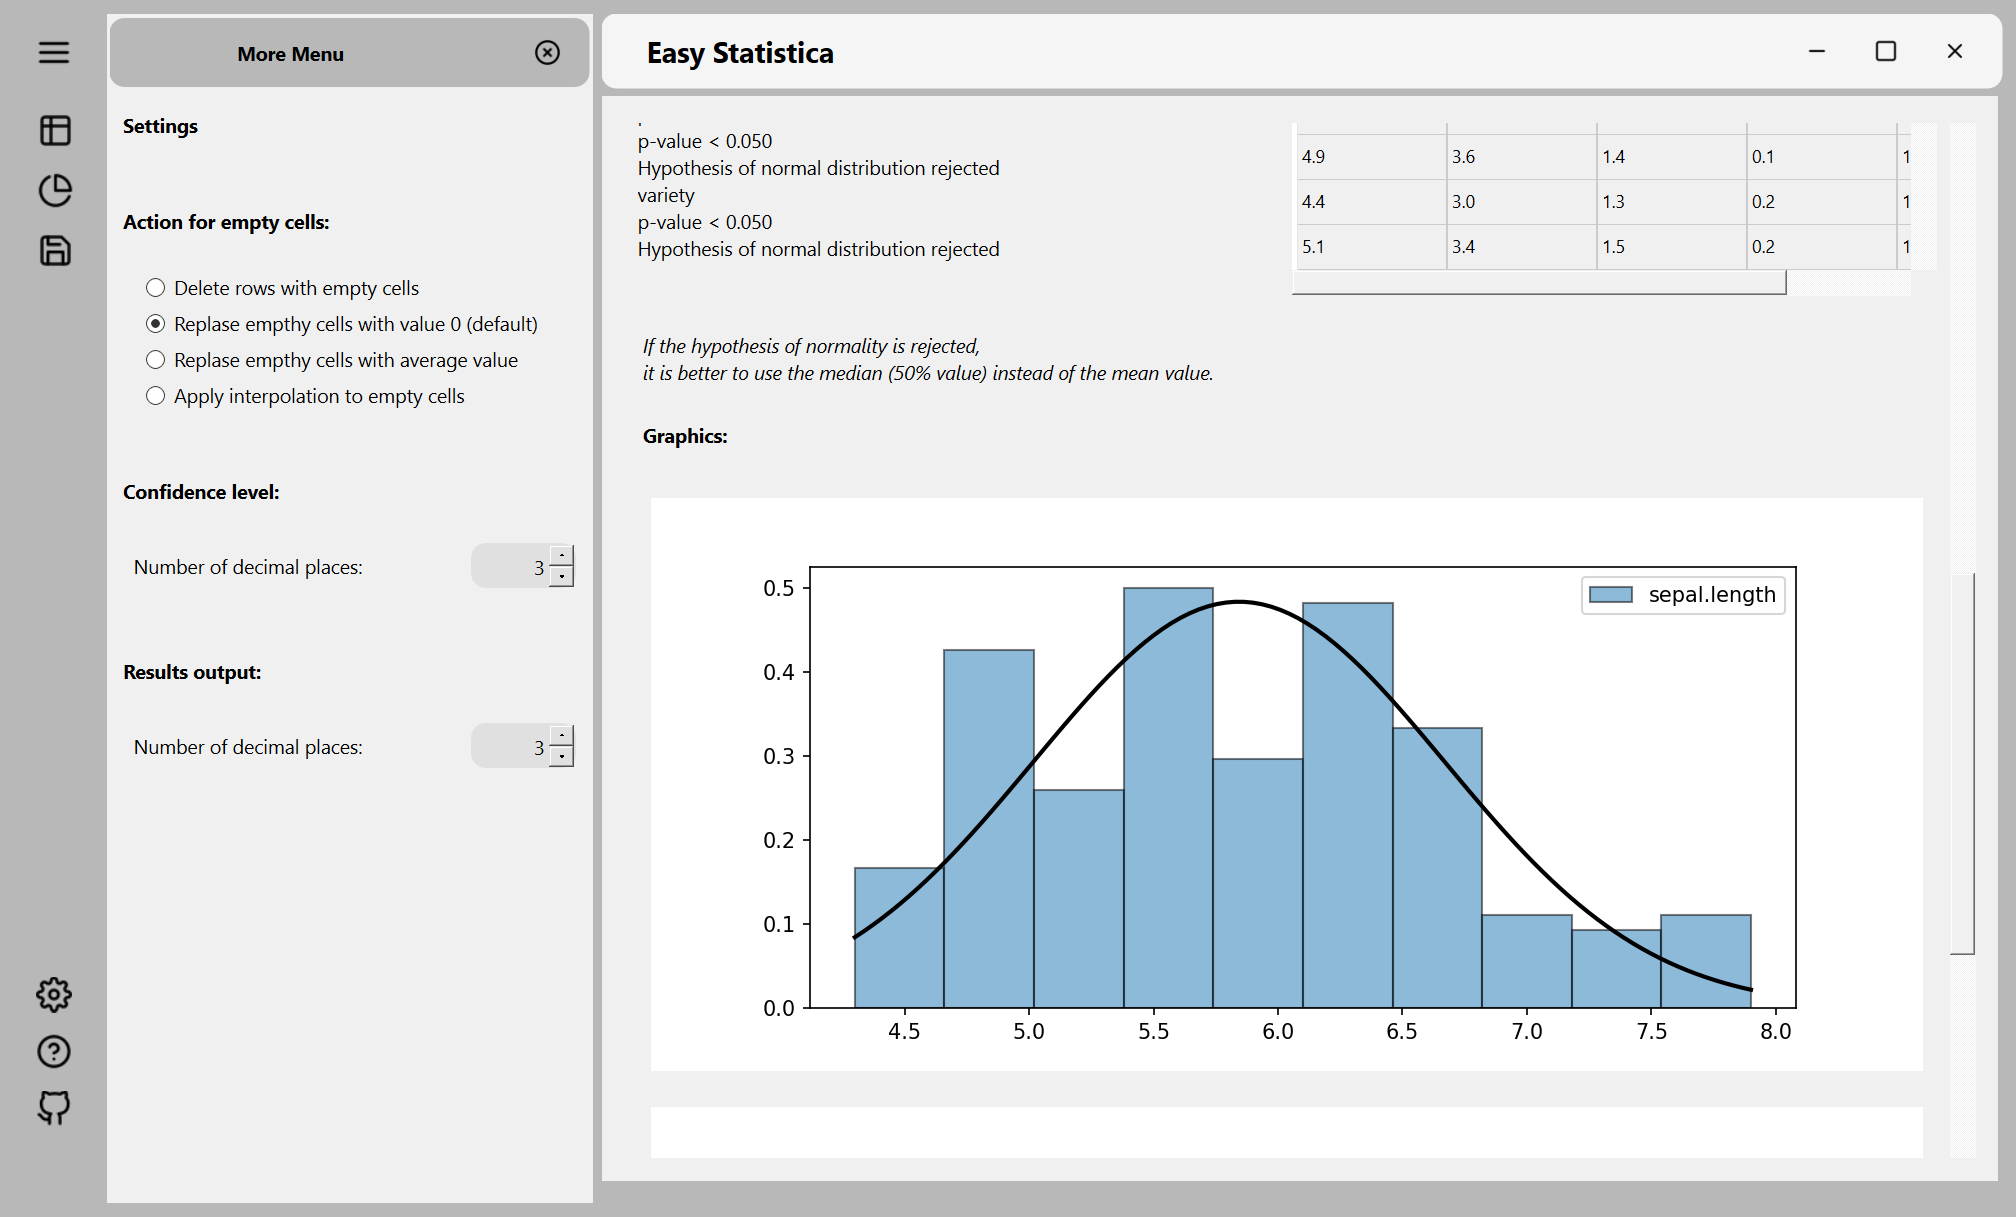 More Menu
Easy Statistica
Settings
Action for empty cells:
Delete rows with empty cells
Replase empthy cells with value 0 (default)
Replase empthy cells with average value
Apply interpolation to empty cells
Confidence level:
Number of decimal places: 3
Results output:
Number of decimal places: 3
p-value < 0.050
Hypothesis of normal distribution rejected
variety
p-value < 0.050
Hypothesis of normal distribution rejected
4.9 3.6 1.4 0.1 1
4.4 3.0 1.3 0.2 1
5.1 3.4 1.5 0.2 1
If the hypothesis of normality is rejected,
it is better to use the median (50% value) instead of the mean value.
Graphics:
sepal.length
0.5
0.4
0.3
0.2
0.1
0.0
4.5 5.0 5.5 6.0 6.5 7.0 7.5 8.0